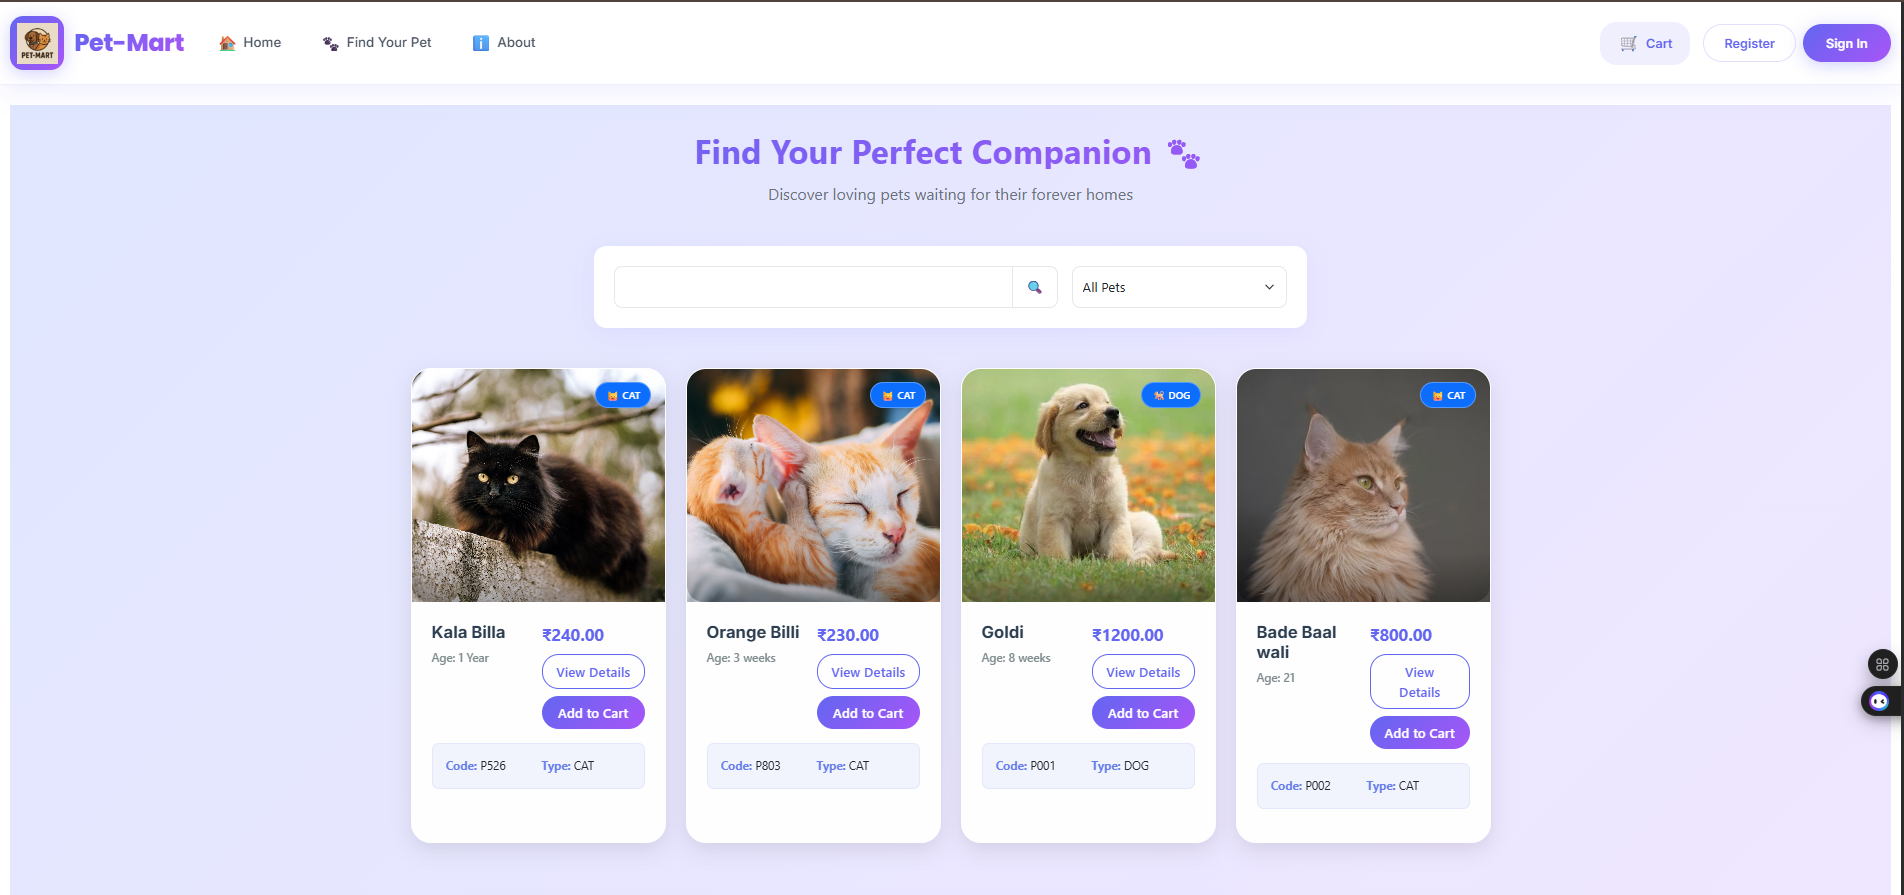 PET-MART
Pet-Mart
Home
Find Your Pet
About
Cart
Register
Sign In
Find Your Perfect Companion
Discover loving pets waiting for their forever homes
All Pets
CAT
Kala Billa
₹240.00
Age: 1 Year
View Details
Add to Cart
Code: P526 Type: CAT
CAT
Orange Billi
₹230.00
Age: 3 weeks
View Details
Add to Cart
Code: P803 Type: CAT
DOG
Goldi
₹1200.00
Age: 8 weeks
View Details
Add to Cart
Code: P001 Type: DOG
CAT
Bade Baal
wali
₹800.00
Age: 21
View
Details
Add to Cart
Code: P002 Type: CAT